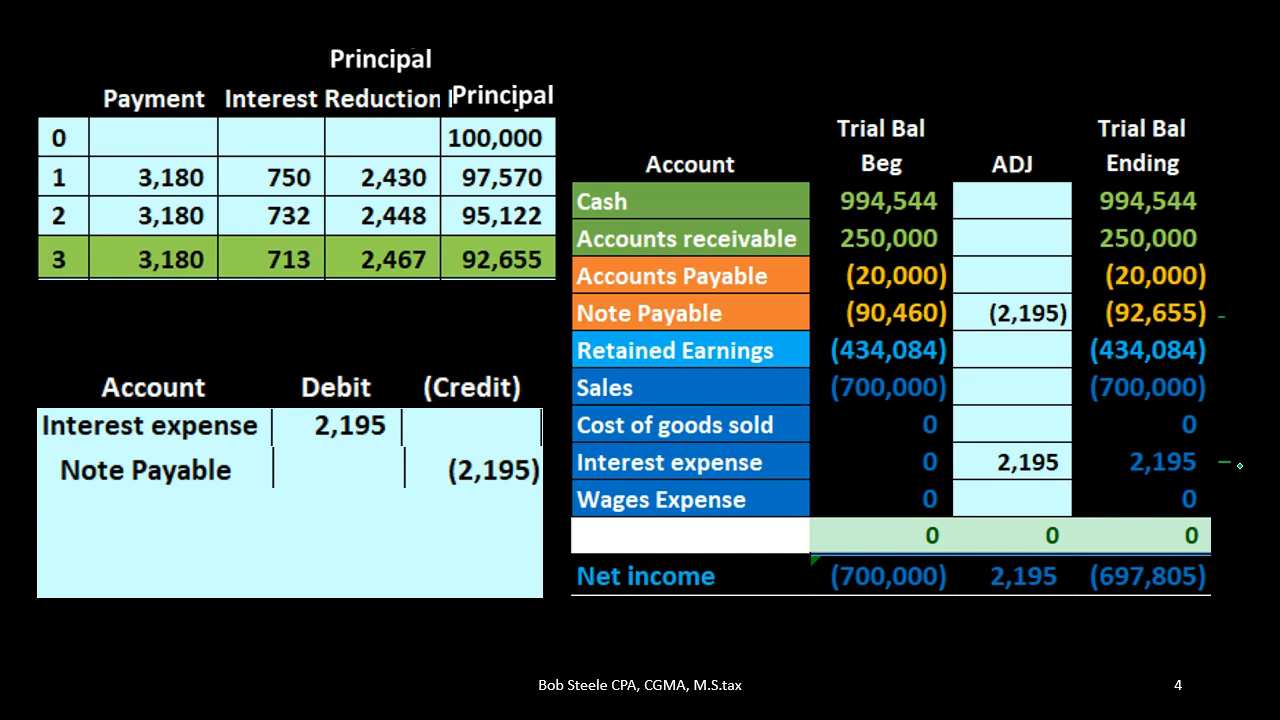 Principal
Payment Interest Reduction Principal
0 100,000
1 3,180 750 2,430 97,570
2 3,180 732 2,448 95,122
3 3,180 713 2,467 92,655
Account Debit (Credit)
Interest expense 2,195
Note Payable (2,195)
Trial Bal Trial Bal
Account Beg ADJ Ending
Cash 994,544 994,544
Accounts receivable 250,000 250,000
Accounts Payable (20,000) (20,000)
Note Payable (90,460) (2,195) (92,655)
Retained Earnings (434,084) (434,084)
Sales (700,000) (700,000)
Cost of goods sold 0 0
Interest expense 0 2,195 2,195
Wages Expense 0 0
0 0 0
Net income (700,000) 2,195 (697,805)
Bob Steele CPA, CGMA, M.S.tax 4